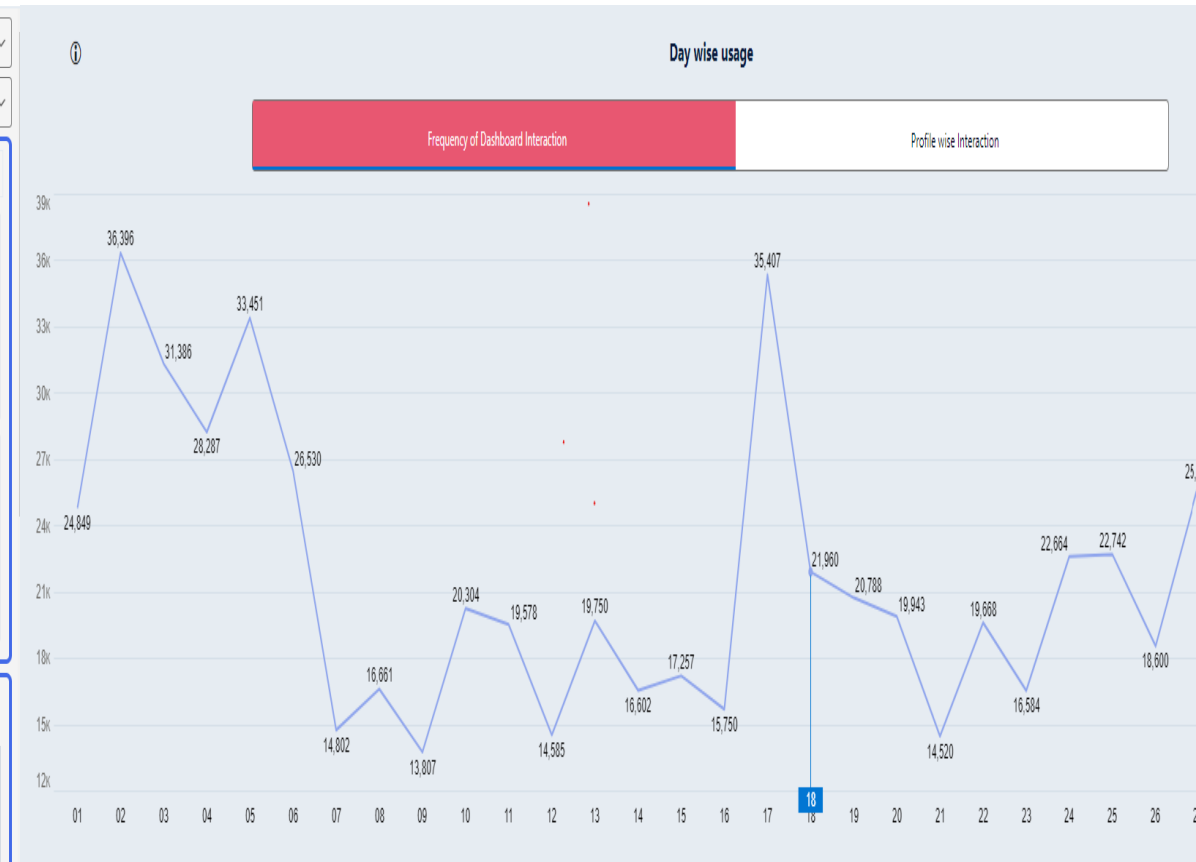 Day wise usage
Frequency of Dashboard Interaction
Profile wise Interaction
39K
36K
33K
30K
27K
24K
21K
18K
15K
12K
24,849
36,396
31,386
28,287
33,451
26,530
14,802
16,661
13,807
20,304
19,578
14,585
19,750
16,602
17,257
15,750
35,407
21,960
20,788
19,943
14,520
19,668
16,584
22,664
22,742
18,600
25,
01 02 03 04 05 06 07 08 09 10 11 12 13 14 15 16 17 18 19 20 21 22 23 24 25 26